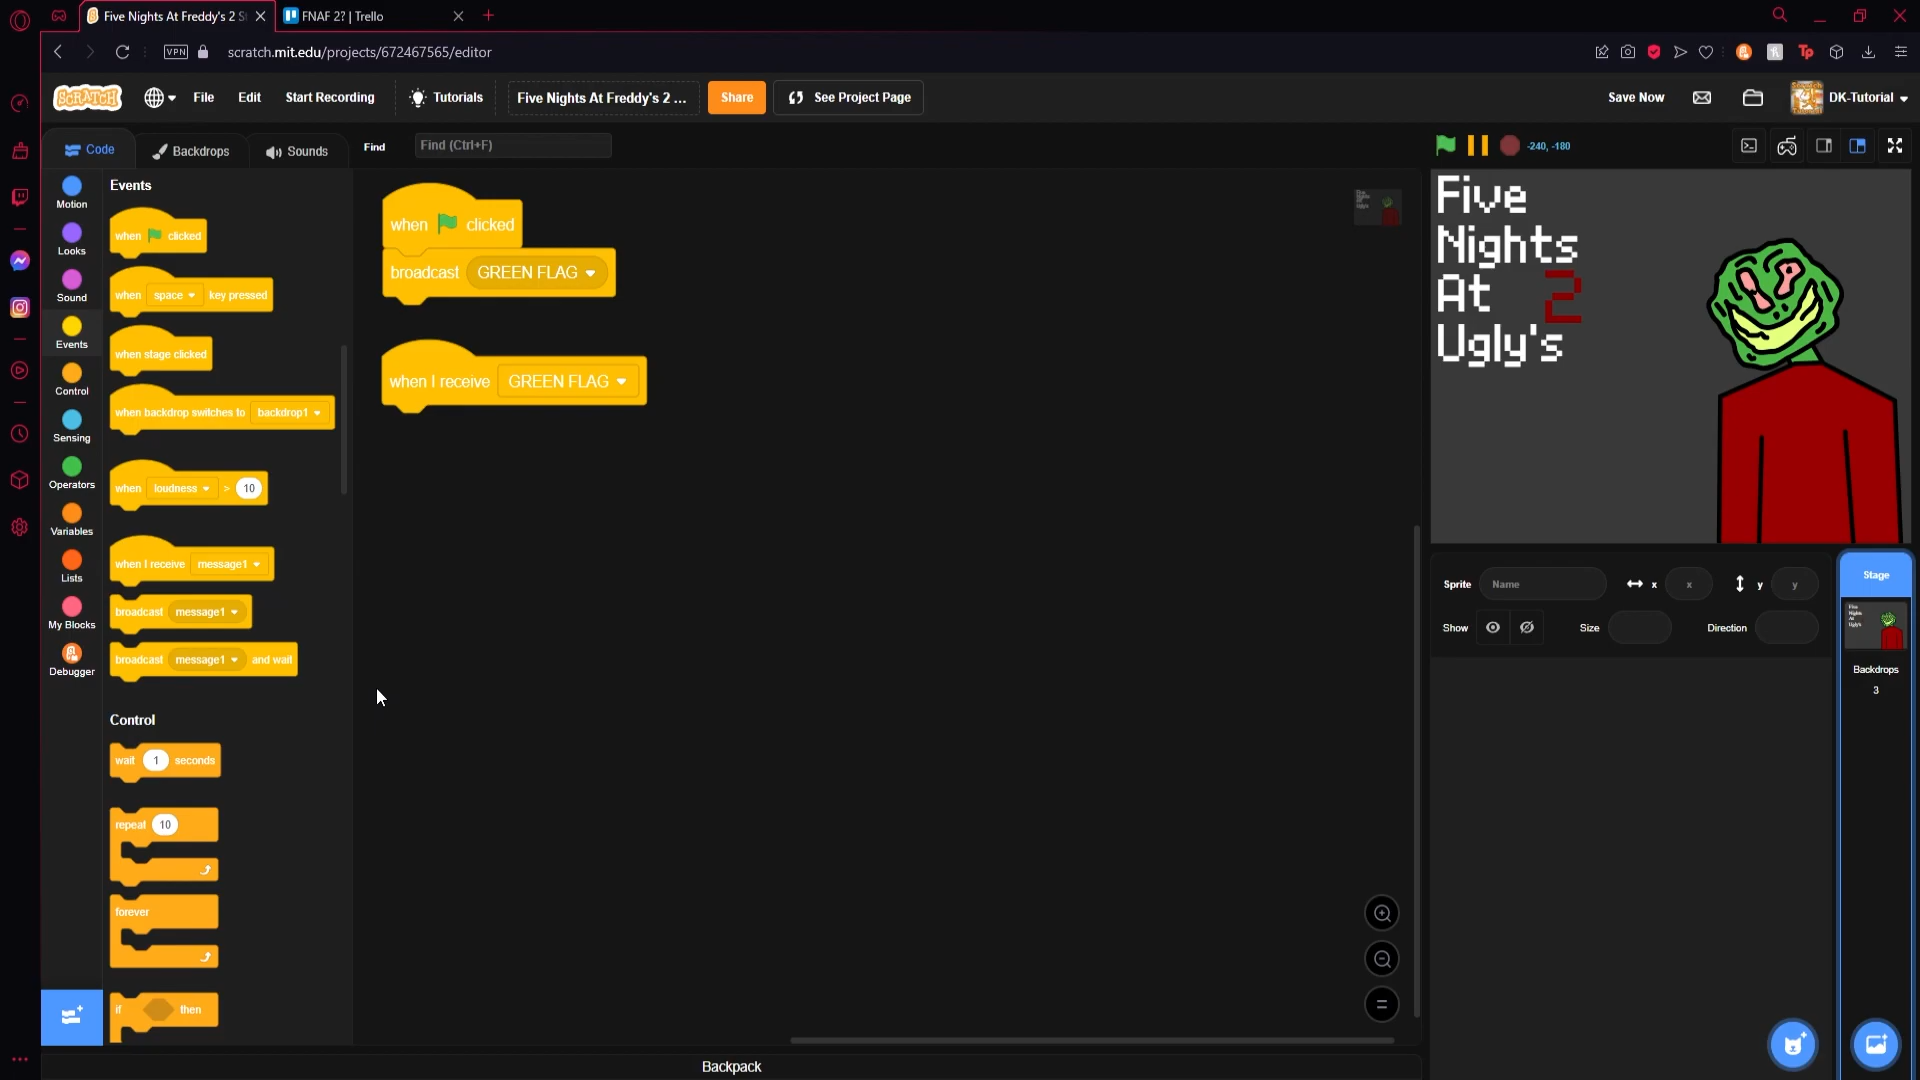 Five Nights At Freddy's 2 S
FNAF 2? | Trello
VPN
scratch.mit.edu/projects/672467565/editor
Tp
SCRATCH
File
Edit
Start Recording
Tutorials
Five Nights At Freddy's 2 ...
Share
See Project Page
Save Now
DK-Tutorial
Code
Backdrops
Sounds
Find
Find (Ctrl+F)
-240, -180
Motion
Looks
Sound
Events
Control
Sensing
Operators
Variables
Lists
My Blocks
Debugger
Events
when clicked
when space key pressed
when stage clicked
when backdrop switches to backdrop1
when loudness > 10
when I receive message1
broadcast message1
broadcast message1 and wait
Control
wait 1 seconds
repeat 10
forever
if then
when clicked
broadcast GREEN FLAG
when I receive GREEN FLAG
Five
Nights
At 2
Ugly's
Sprite Name x x y y
Show Size Direction
Stage
Backdrops
3
Backpack